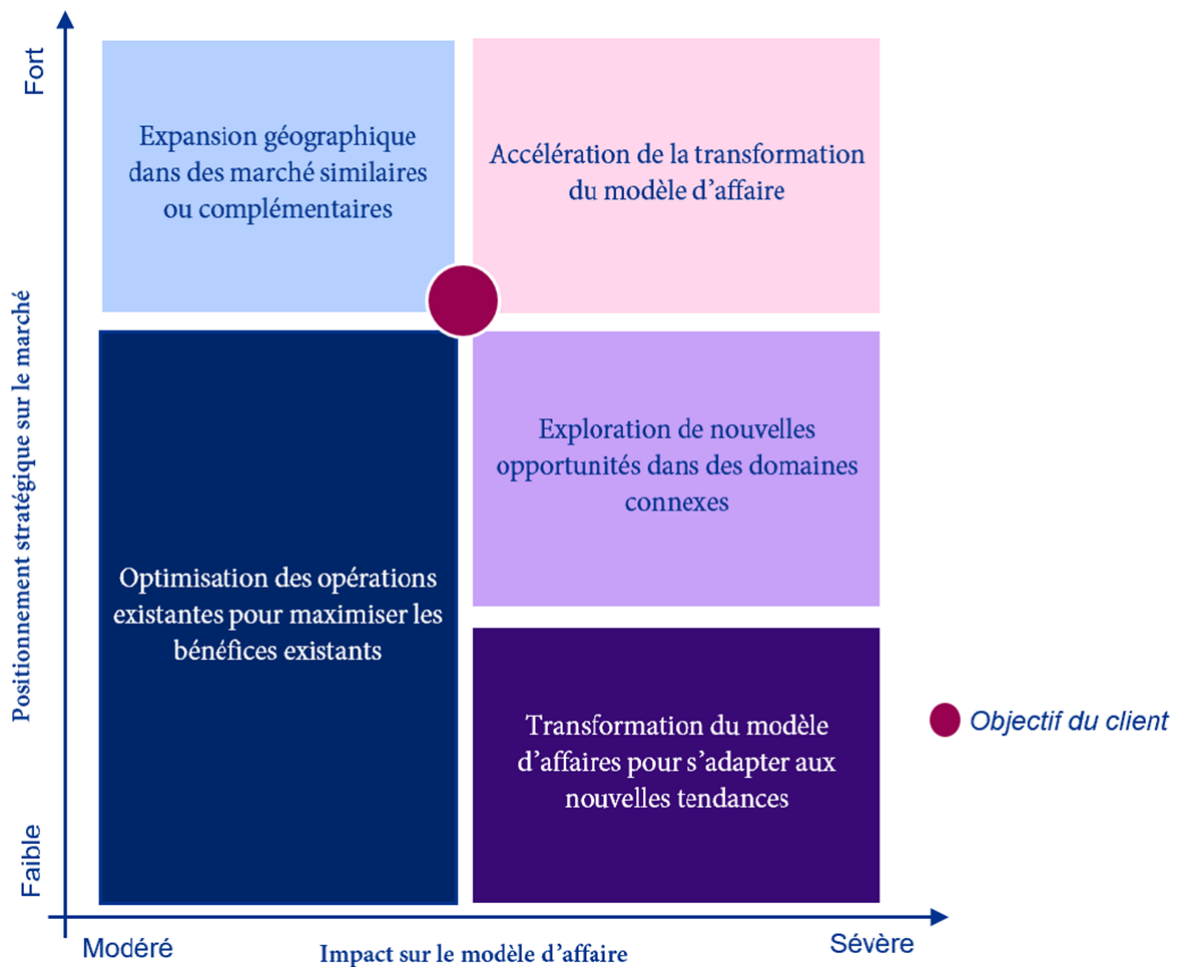 Fort
Expansion géographique
dans des marché similaires
ou complémentaires
Accélération de la transformation
du modèle d’affaire
Positionnement stratégique sur le marché
Exploration de nouvelles
opportunités dans des domaines
connexes
Optimisation des opérations
existantes pour maximiser les
bénéfices existants
Transformation du modèle
d’affaires pour s’adapter aux
nouvelles tendances
Objectif du client
Faible
Modéré
Impact sur le modèle d’affaire
Sévère